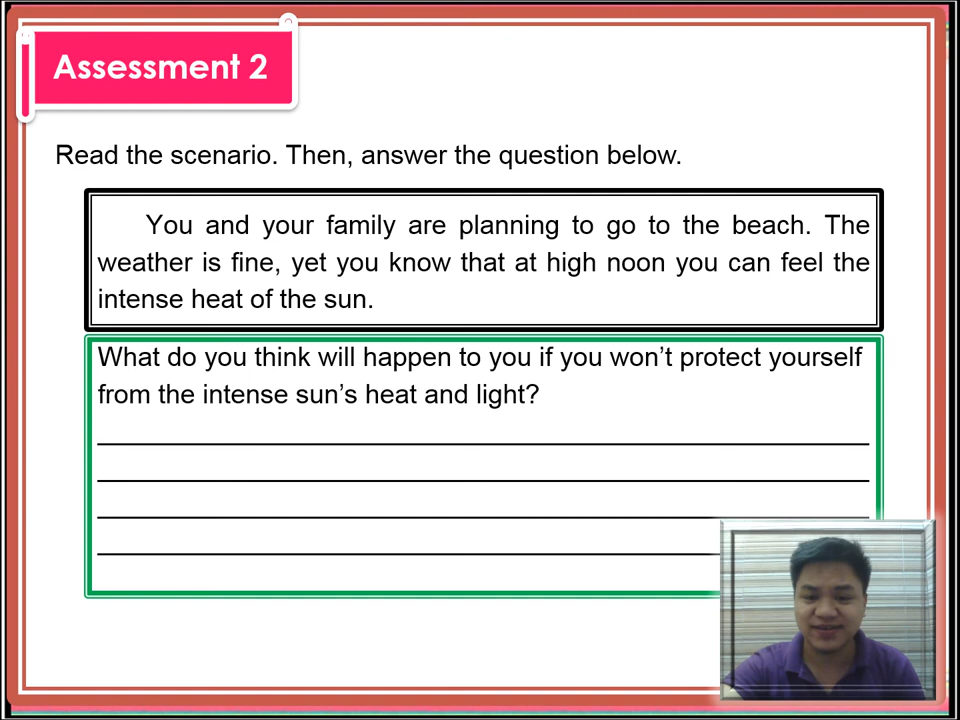 Assessment 2
Read the scenario. Then, answer the question below.
You and your family are planning to go to the beach. The
weather is fine, yet you know that at high noon you can feel the
intense heat of the sun.
What do you think will happen to you if you won’t protect yourself
from the intense sun’s heat and light?